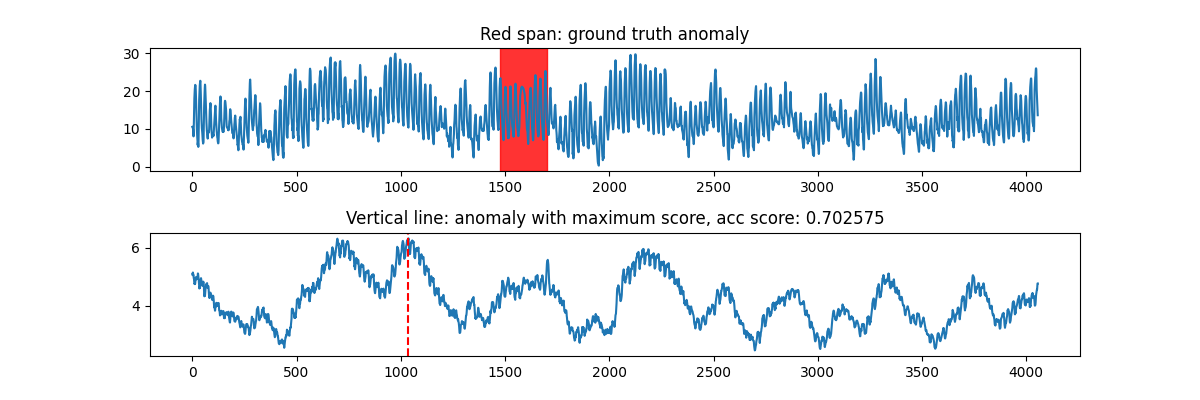 Red span: ground truth anomaly
30
20
10
0
0 500 1000 1500 2000 2500 3000 3500 4000
Vertical line: anomaly with maximum score, acc score: 0.702575
6
4
0 500 1000 1500 2000 2500 3000 3500 4000